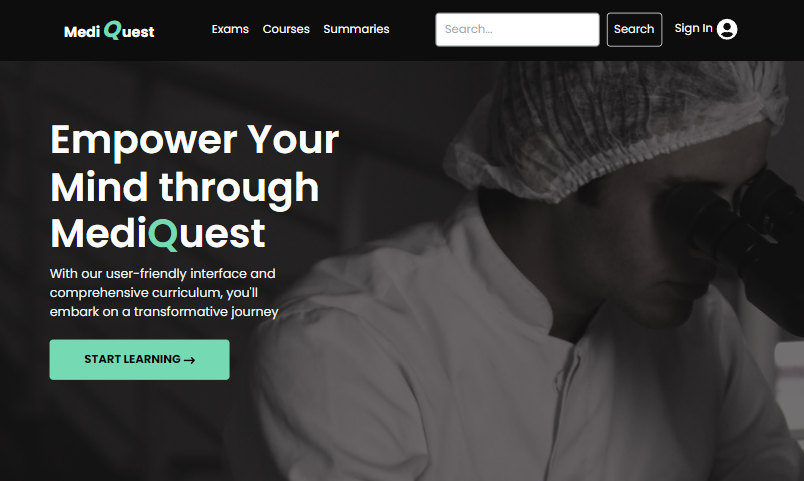 Medi Quest
Exams Courses Summaries
Search...
Search
Sign In
Empower Your
Mind through
MediQuest
With our user-friendly interface and
comprehensive curriculum, you'll
embark on a transformative journey
START LEARNING →